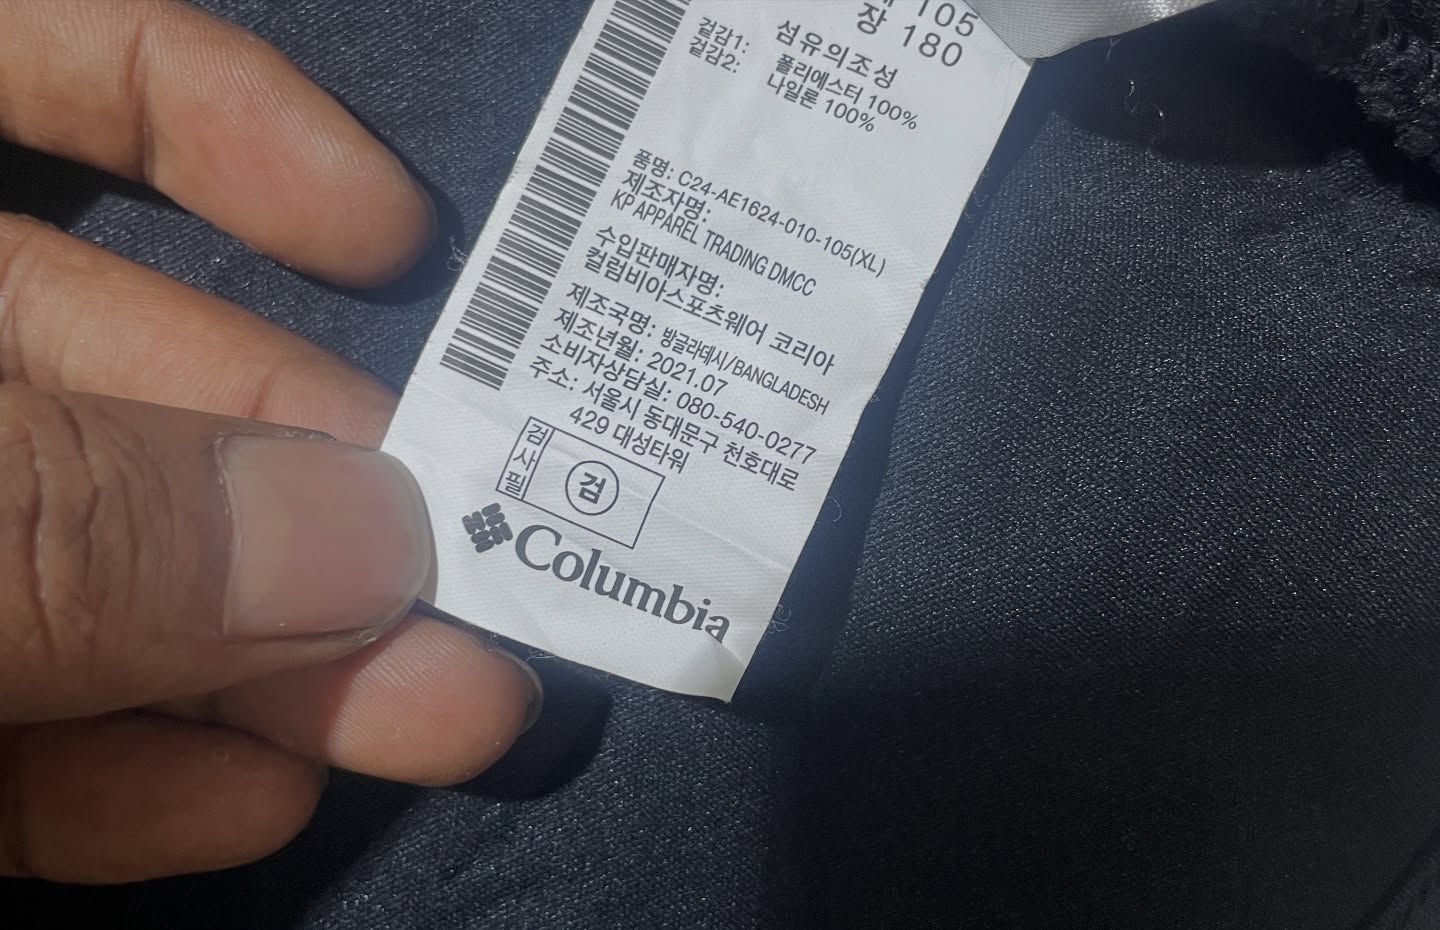 105
장 180
섬유의조성
겉감1: 폴리에스터 100%
겉감2: 나일론 100%
품명: C24-AE1624-010-105(XL)
제조자명:
KP APPAREL TRADING DMCC
수입판매자명:
컬럼비아스포츠웨어 코리아
제조국명: 방글라데시/BANGLADESH
제조년월: 2021.07
소비자상담실: 080-540-0277
주소: 서울시 동대문구 천호대로
429 대성타워
검사필 검
Columbia